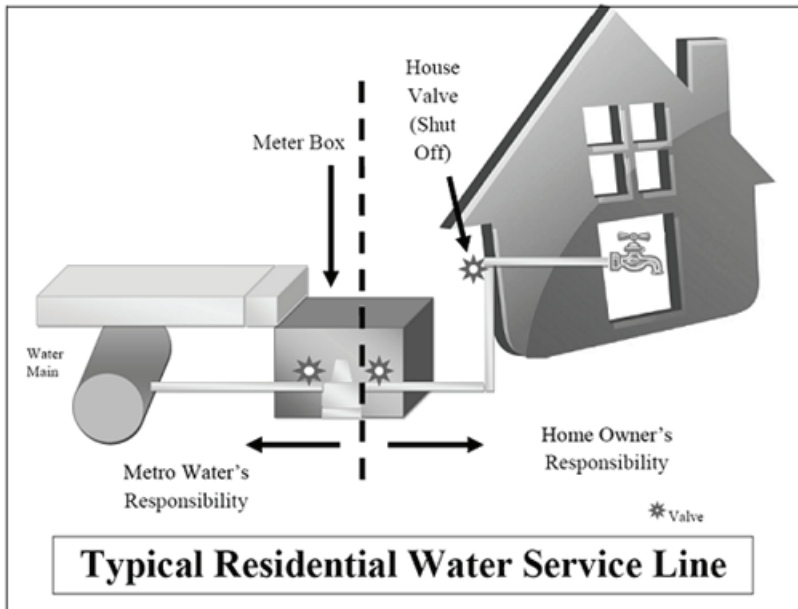 House
Valve
(Shut
Off)
Meter Box
Water
Main
Metro Water's
Responsibility
Home Owner's
Responsibility
Valve
Typical Residential Water Service Line